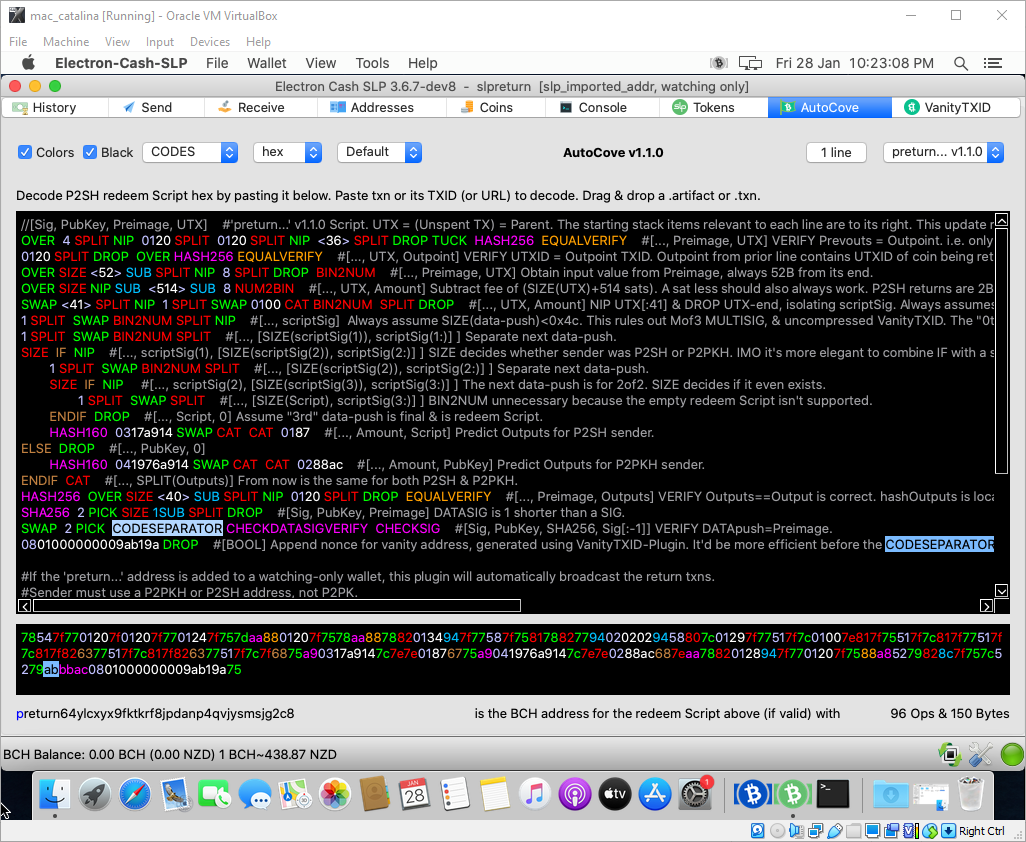 mac_catalina [Running] - Oracle VM VirtualBox
File Machine View Input Devices Help
Electron-Cash-SLP File Wallet View Tools Help Fri 28 Jan 10:23:08 PM
Electron Cash SLP 3.6.7-dev8 - slpreturn [slp_imported_addr, watching only]
History Send Receive Addresses Coins Console Tokens AutoCove VanityTXID
Colors Black CODES hex Default AutoCove v1.1.0 1 line preturn... v1.1.0
Decode P2SH redeem Script hex by pasting it below. Paste txn or its TXID (or URL) to decode. Drag & drop a .artifact or .txn.
//[Sig, PubKey, Preimage, UTX] #'preturn...' v1.1.0 Script. UTX = (Unspent TX) = Parent. The starting stack items relevant to each line are to its right. This update
OVER 4 SPLIT NIP 0120 SPLIT 0120 SPLIT NIP <36> SPLIT DROP TUCK HASH256 EQUALVERIFY #[..., Preimage, UTX] VERIFY Prevouts = Outpoint. i.e. only
0120 SPLIT DROP OVER HASH256 EQUALVERIFY #[..., UTX, Outpoint] VERIFY UTXID = Outpoint TXID. Outpoint from prior line contains UTXID of coin being ret
OVER SIZE <52> SUB SPLIT NIP 8 SPLIT DROP BIN2NUM #[..., Preimage, UTX] Obtain input value from Preimage, always 52B from its end.
OVER SIZE NIP SUB <514> SUB 8 NUM2BIN #[..., UTX, Amount] Subtract fee of (SIZE(UTX)+514 sats). A sat less should also always work. P2SH returns are 2B
SWAP <41> SPLIT NIP 1 SPLIT SWAP 0100 CAT BIN2NUM SPLIT DROP #[..., UTX, Amount] NIP UTX[:41] & DROP UTX-end, isolating scriptSig. Always assumes
1 SPLIT SWAP BIN2NUM SPLIT NIP #[..., scriptSig] Always assume SIZE(data-push)<0x4c. This rules out Mof3 MULTISIG, & uncompressed VanityTXID. The "0t
1 SPLIT SWAP BIN2NUM SPLIT #[..., [SIZE(scriptSig(1)), scriptSig(1:)] ] Separate next data-push.
SIZE IF NIP #[..., scriptSig(1), [SIZE(scriptSig(2)), scriptSig(2:)] ] SIZE decides whether sender was P2SH or P2PKH. IMO it's more elegant to combine IF with a s
1 SPLIT SWAP BIN2NUM SPLIT #[..., [SIZE(scriptSig(2)), scriptSig(2:)] ] Separate next data-push.
SIZE IF NIP #[..., scriptSig(2), [SIZE(scriptSig(3)), scriptSig(3:)] ] The next data-push is for 2of2. SIZE decides if it even exists.
1 SPLIT SWAP SPLIT #[..., [SIZE(Script), Script] ] BIN2NUM unnecessary because the empty redeem Script isn't supported.
ENDIF DROP #[..., Script, 0] Assume "3rd" data-push is final & is redeem Script.
HASH160 0317a914 SWAP CAT CAT 0187 #[..., Amount, Script] Predict Outputs for P2SH sender.
ELSE DROP #[..., PubKey, 0]
HASH160 041976a914 SWAP CAT CAT 0288ac #[..., Amount, PubKey] Predict Outputs for P2PKH sender.
ENDIF CAT #[..., SPLIT(Outputs)] From now is the same for both P2SH & P2PKH.
HASH256 OVER SIZE <40> SUB SPLIT NIP 0120 SPLIT DROP EQUALVERIFY #[..., Preimage, Outputs] VERIFY Outputs==Output is correct. hashOutputs is loca
SHA256 2 PICK SIZE 1SUB SPLIT DROP #[Sig, PubKey, Preimage] DATASIG is 1 shorter than a SIG.
SWAP 2 PICK CODESEPARATOR CHECKDATASIGVERIFY CHECKSIG #[Sig, PubKey, SHA256, Sig[:-1]] VERIFY DATApush=Preimage.
0801000000009ab19a DROP #[BOOL] Append nonce for vanity address, generated using VanityTXID-Plugin. It'd be more efficient before the CODESEPARATOR
#If the 'preturn...' address is added to a watching-only wallet, this plugin will automatically broadcast the return txns.
#Sender must use a P2PKH or P2SH address, not P2PK.
78547f7701207f01207f7701247f757daa8801207f7578aa887882013494​7f77587f7581788277940202029458807c01297f77517f7c01007e817f75517f7c817f77517f
7c817f826377517f7c817f826377517f7c7f6875a90317a9147c7e7e01876775a9041976a9147c7e7e0288ac687eaa78820128947f7701207f7588a85279828c7f757c5
279abbbac0801000000009ab19a75
preturn64ylcxyx9fktkrf8jpdanp4qvjysmsjg2c8 is the BCH address for the redeem Script above (if valid) with 96 Ops & 150 Bytes
BCH Balance: 0.00 BCH (0.00 NZD) 1 BCH~438.87 NZD
JAN
28
tv
1
Right Ctrl